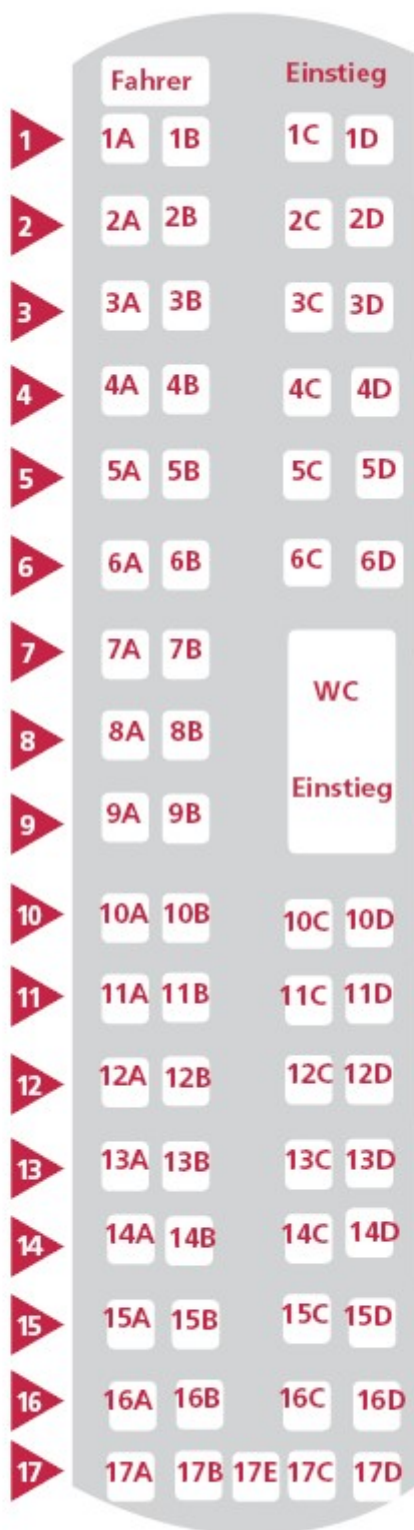 Fahrer Einstieg
1 1A 1B 1C 1D
2 2A 2B 2C 2D
3 3A 3B 3C 3D
4 4A 4B 4C 4D
5 5A 5B 5C 5D
6 6A 6B 6C 6D
7 7A 7B
WC
8 8A 8B
Einstieg
9 9A 9B
10 10A 10B 10C 10D
11 11A 11B 11C 11D
12 12A 12B 12C 12D
13 13A 13B 13C 13D
14 14A 14B 14C 14D
15 15A 15B 15C 15D
16 16A 16B 16C 16D
17 17A 17B 17E 17C 17D